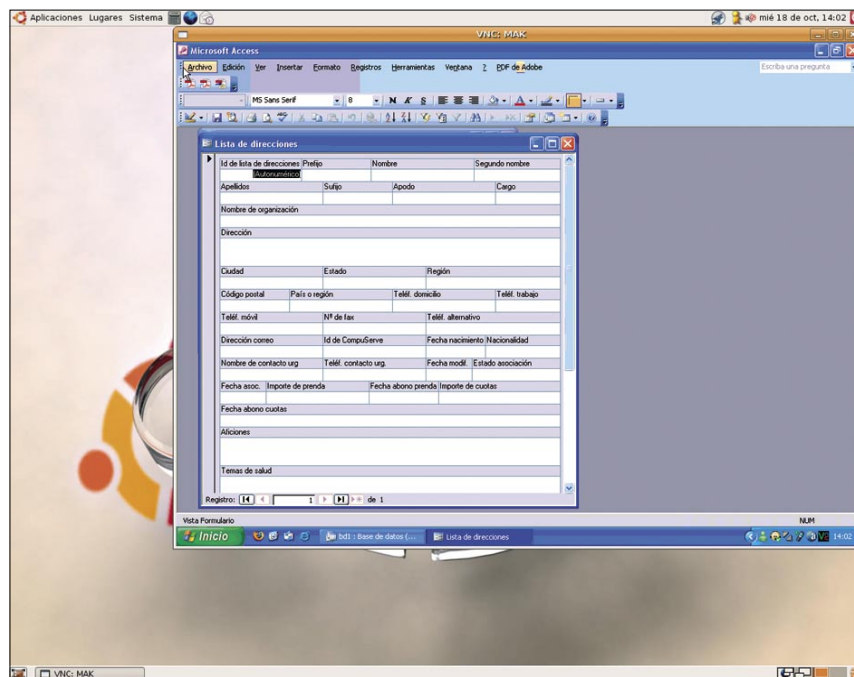 Aplicaciones Lugares Sistema mié 18 de oct, 14:02
VNC: MAK
Microsoft Access
Archivo Edición Ver Insertar Formato Registros Herramientas Ventana ? PDF de Adobe Escriba una pregunta
MS Sans Serif 8 N K S
Lista de direcciones
Id de lista de direcciones Prefijo Nombre Segundo nombre
(Autonumérico)
Apellidos Sufijo Apodo Cargo
Nombre de organización
Dirección
Ciudad Estado Región
Código postal País o región Teléf. domicilio Teléf. trabajo
Teléf. móvil Nº de fax Teléf. alternativo
Dirección correo Id de CompuServe Fecha nacimiento Nacionalidad
Nombre de contacto urg Teléf. contacto urg. Fecha modif. Estado asociación
Fecha asoc. Importe de prenda Fecha abono prenda Importe de cuotas
Fecha abono cuotas
Aficiones
Temas de salud
Registro: 1 de 1
Vista Formulario NUM
Inicio bd1 : Base de datos (... Lista de direcciones 14:02
VNC: MAK